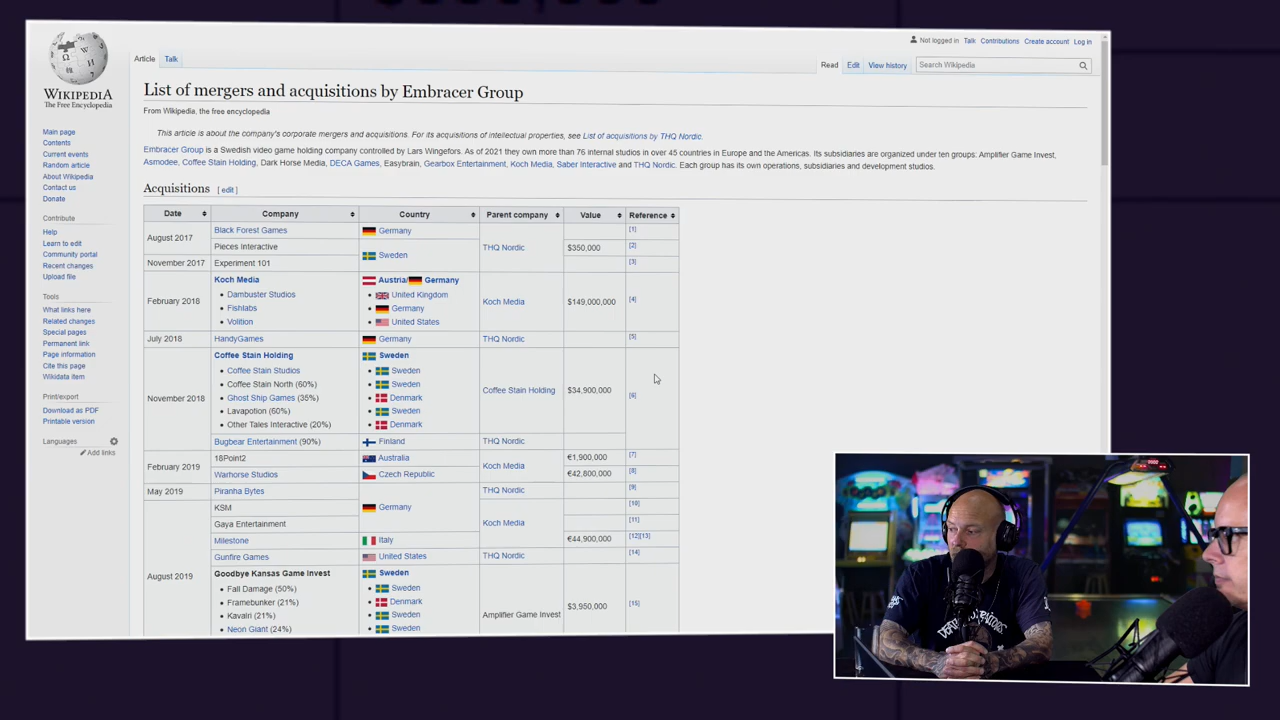 Not logged in Talk Contributions Create account Log in
WIKIPEDIA
The Free Encyclopedia
Article Talk
Read Edit View history Search Wikipedia
List of mergers and acquisitions by Embracer Group
From Wikipedia, the free encyclopedia
This article is about the company's corporate mergers and acquisitions. For its acquisitions of intellectual properties, see List of acquisitions by THQ Nordic.
Embracer Group is a Swedish video game holding company controlled by Lars Wingefors. As of 2021 they own more than 76 internal studios in over 45 countries in Europe and the Americas. Its subsidiaries are organized under ten groups: Amplifier Game Invest,
Asmodee, Coffee Stain Holding, Dark Horse Media, DECA Games, Easybrain, Gearbox Entertainment, Koch Media, Saber Interactive and THQ Nordic. Each group has its own operations, subsidiaries and development studios.
Main page
Contents
Current events
Random article
About Wikipedia
Contact us
Donate
Contribute
Help
Learn to edit
Community portal
Recent changes
Upload file
Tools
What links here
Related changes
Special pages
Permanent link
Page information
Cite this page
Wikidata item
Print/export
Download as PDF
Printable version
Languages
Add links
Acquisitions [ edit ]
Date Company Country Parent company Value Reference
August 2017 Black Forest Games Germany THQ Nordic [1]
Pieces Interactive Sweden $350,000 [2]
November 2017 Experiment 101 [3]
February 2018 Koch Media Austria/ Germany Koch Media $149,000,000 [4]
• Dambuster Studios • United Kingdom
• Fishlabs • Germany
• Volition • United States
July 2018 HandyGames Germany THQ Nordic [5]
November 2018 Coffee Stain Holding Sweden Coffee Stain Holding $34,900,000 [6]
• Coffee Stain Studios • Sweden
• Coffee Stain North (60%) • Sweden
• Ghost Ship Games (35%) • Denmark
• Lavapotion (60%) • Sweden
• Other Tales Interactive (20%) • Denmark
Bugbear Entertainment (90%) Finland THQ Nordic
February 2019 18Point2 Australia Koch Media €1,900,000 [7]
Warhorse Studios Czech Republic €42,800,000 [8]
May 2019 Piranha Bytes Germany THQ Nordic [9]
August 2019 KSM Koch Media [10]
Gaya Entertainment [11]
Milestone Italy €44,900,000 [12][13]
Gunfire Games United States THQ Nordic [14]
Goodbye Kansas Game Invest Sweden Amplifier Game Invest $3,950,000 [15]
• Fall Damage (50%) • Sweden
• Framebunker (21%) • Denmark
• Kavalri (21%) • Sweden
• Neon Giant (24%) • Sweden